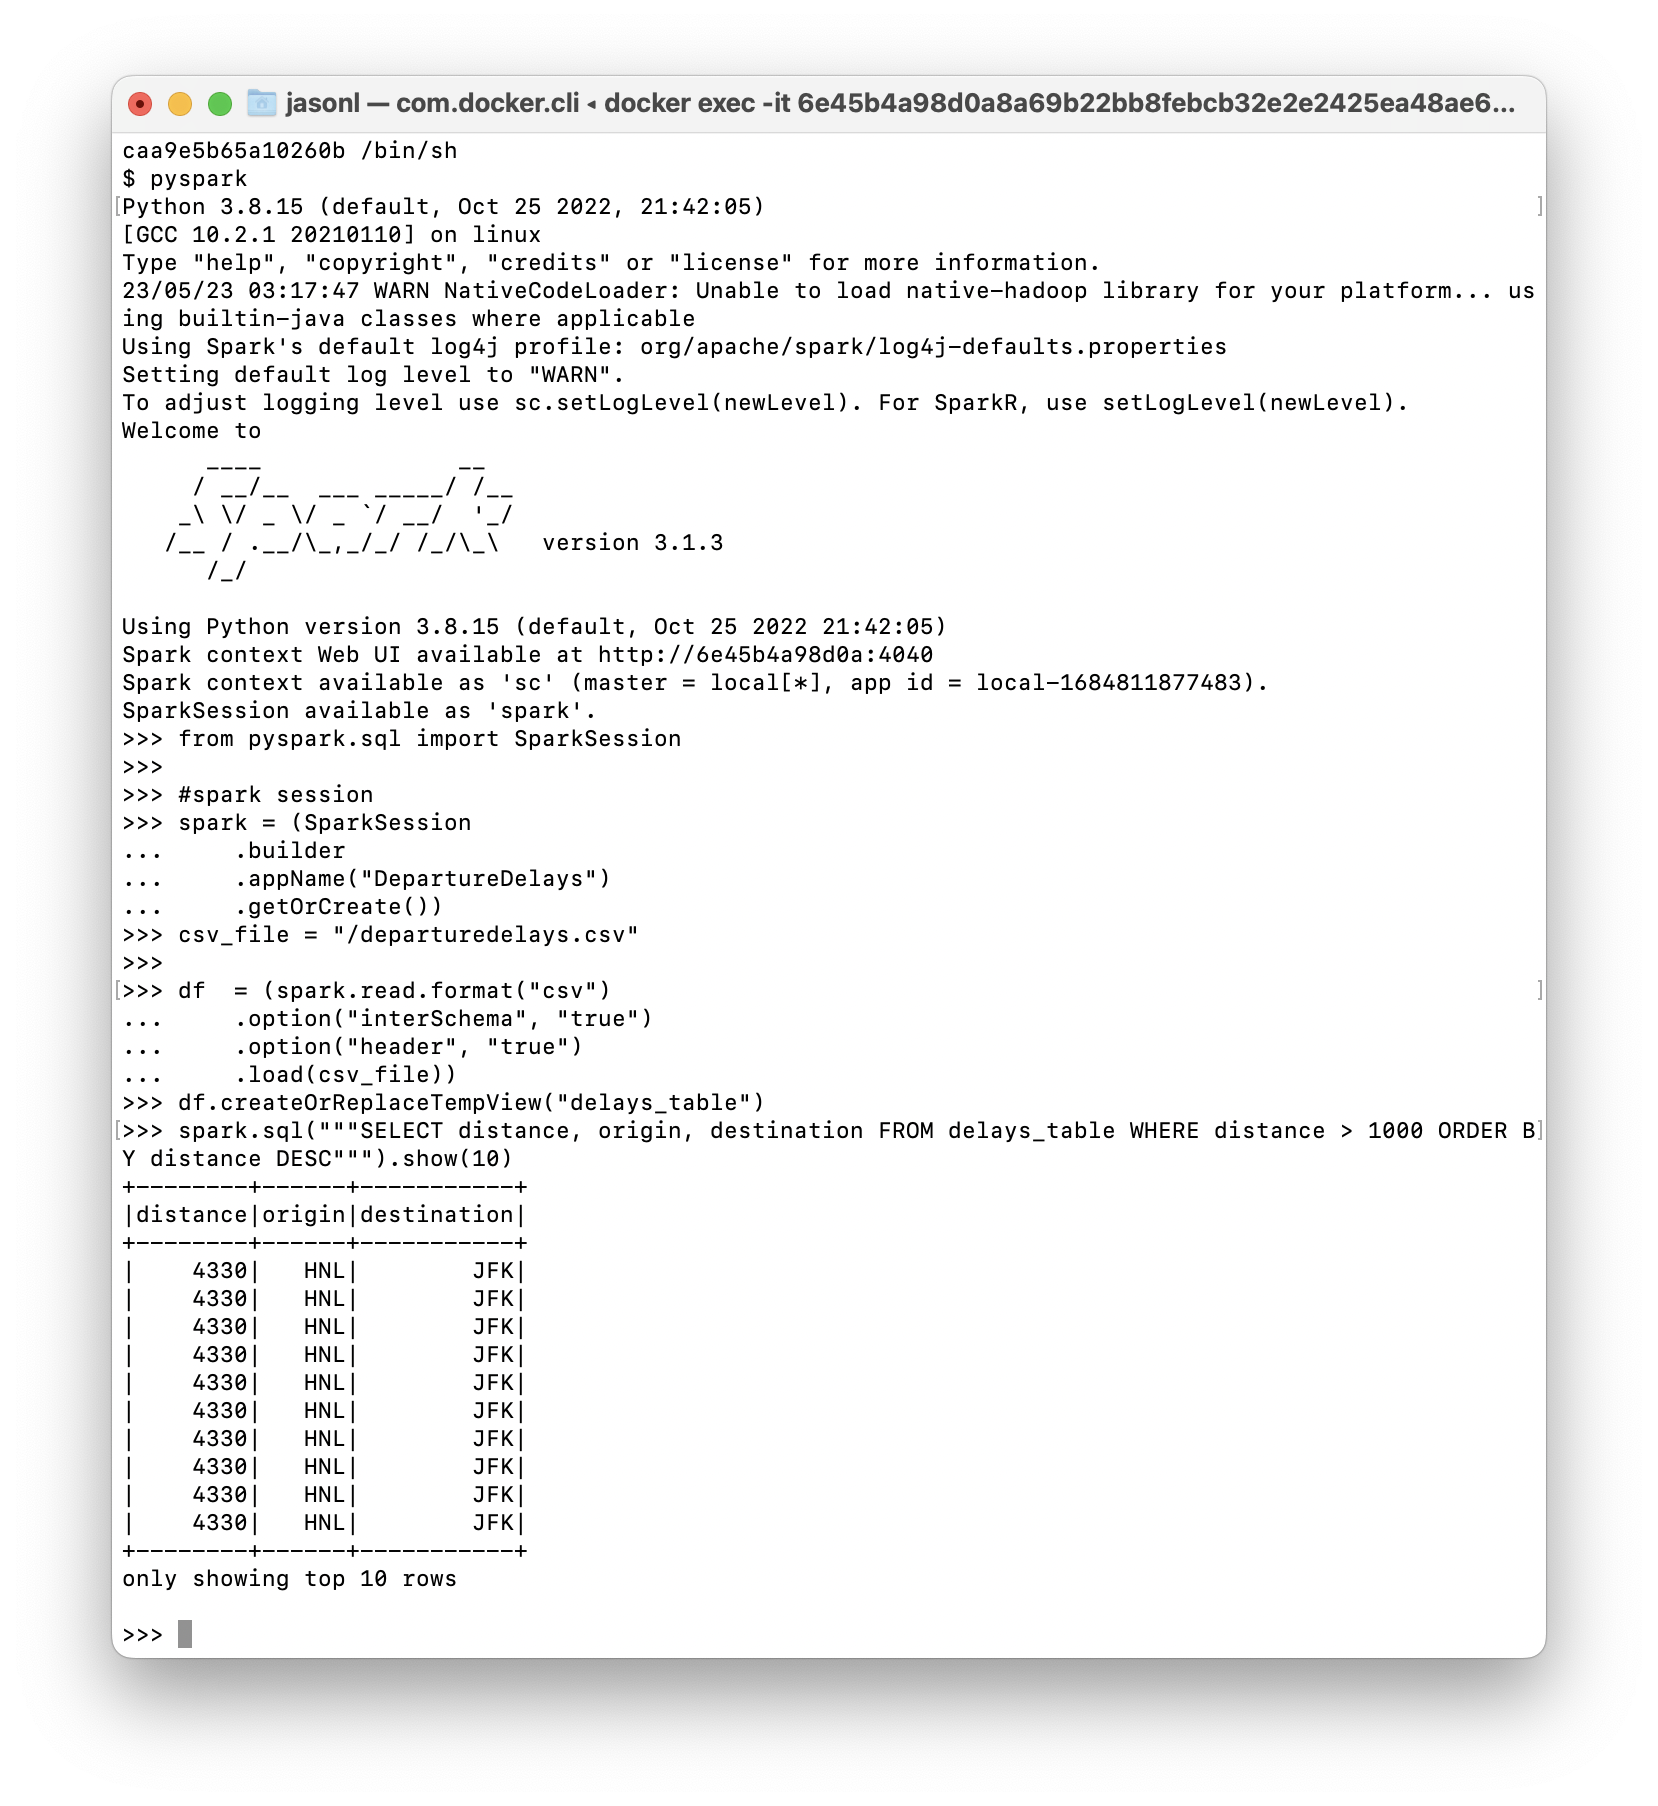 jasonl — com.docker.cli ◂ docker exec -it 6e45b4a98d0a8a69b22bb8febcb32e2e2425ea48ae6...
caa9e5b65a10260b /bin/sh
$ pyspark
[Python 3.8.15 (default, Oct 25 2022, 21:42:05) ]
[GCC 10.2.1 20210110] on linux
Type "help", "copyright", "credits" or "license" for more information.
23/05/23 03:17:47 WARN NativeCodeLoader: Unable to load native-hadoop library for your platform... us
ing builtin-java classes where applicable
Using Spark's default log4j profile: org/apache/spark/log4j-defaults.properties
Setting default log level to "WARN".
To adjust logging level use sc.setLogLevel(newLevel). For SparkR, use setLogLevel(newLevel).
Welcome to
      ____              __
     / __/__  ___ _____/ /__
    _\ \/ _ \/ _ `/ __/  '_/
   /__ / .__/\_,_/_/ /_/\_\   version 3.1.3
      /_/
Using Python version 3.8.15 (default, Oct 25 2022 21:42:05)
Spark context Web UI available at http://6e45b4a98d0a:4040
Spark context available as 'sc' (master = local[*], app id = local-1684811877483).
SparkSession available as 'spark'.
>>> from pyspark.sql import SparkSession
>>>
>>> #spark session
>>> spark = (SparkSession
...     .builder
...     .appName("DepartureDelays")
...     .getOrCreate())
>>> csv_file = "/departuredelays.csv"
>>>
[>>> df  = (spark.read.format("csv") ]
...     .option("interSchema", "true")
...     .option("header", "true")
...     .load(csv_file))
>>> df.createOrReplaceTempView("delays_table")
[>>> spark.sql("""SELECT distance, origin, destination FROM delays_table WHERE distance > 1000 ORDER B]
Y distance DESC""").show(10)
+--------+------+-----------+
|distance|origin|destination|
+--------+------+-----------+
|    4330|   HNL|        JFK|
|    4330|   HNL|        JFK|
|    4330|   HNL|        JFK|
|    4330|   HNL|        JFK|
|    4330|   HNL|        JFK|
|    4330|   HNL|        JFK|
|    4330|   HNL|        JFK|
|    4330|   HNL|        JFK|
|    4330|   HNL|        JFK|
|    4330|   HNL|        JFK|
+--------+------+-----------+
only showing top 10 rows
>>>